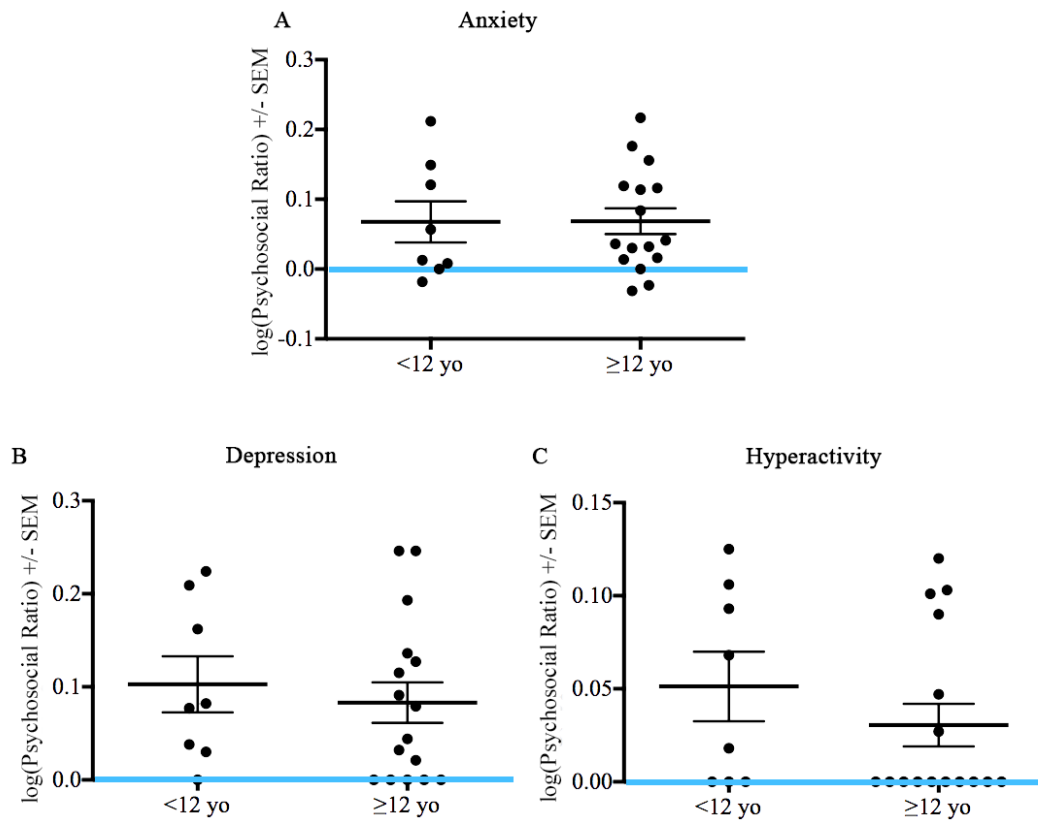 A
Anxiety
log(Psychosocial Ratio) +/- SEM
0.3
0.2
0.1
0.0
-0.1
<12 yo
≥12 yo
B
Depression
log(Psychosocial Ratio) +/- SEM
0.3
0.2
0.1
0.0
<12 yo
≥12 yo
C
Hyperactivity
log(Psychosocial Ratio) +/- SEM
0.15
0.10
0.05
0.00
<12 yo
≥12 yo